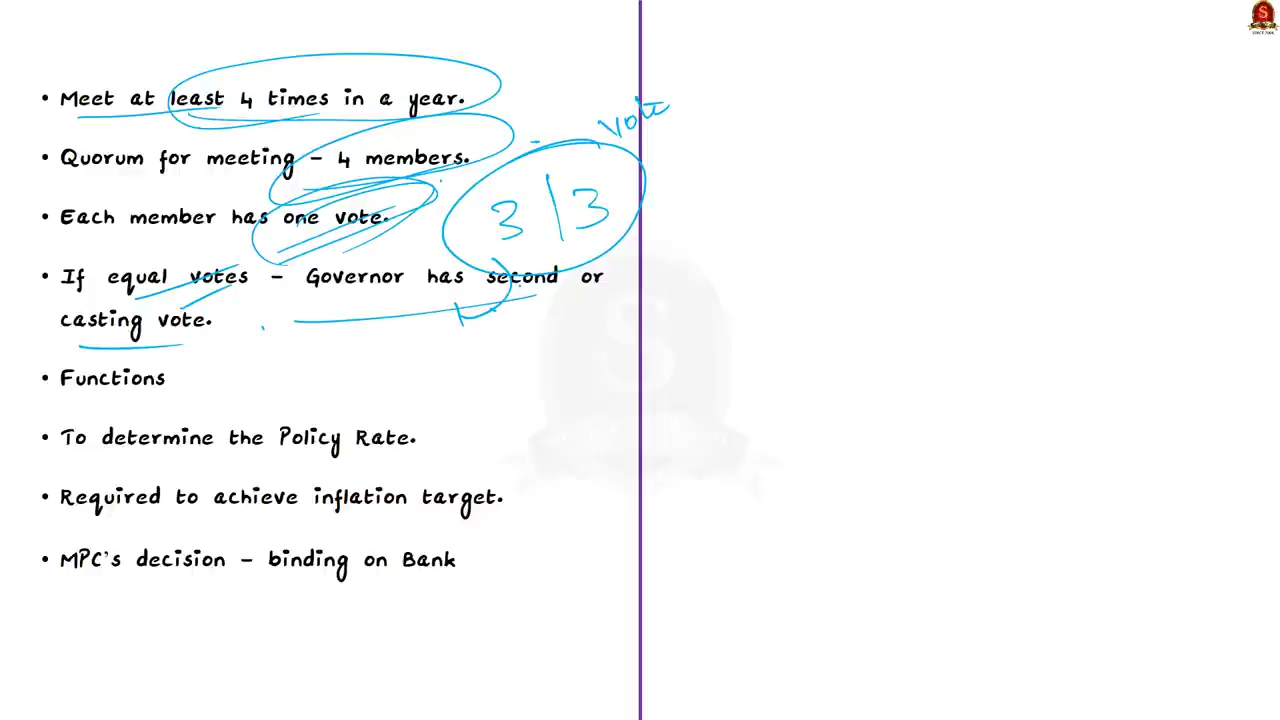 • Meet at least 4 times in a year.
• Quorum for meeting – 4 members.
vote
3 | 3
• Each member has one vote.
• If equal votes – Governor has second or
casting vote.
• Functions
• To determine the Policy Rate.
• Required to achieve inflation target.
• MPC's decision – binding on Bank
S